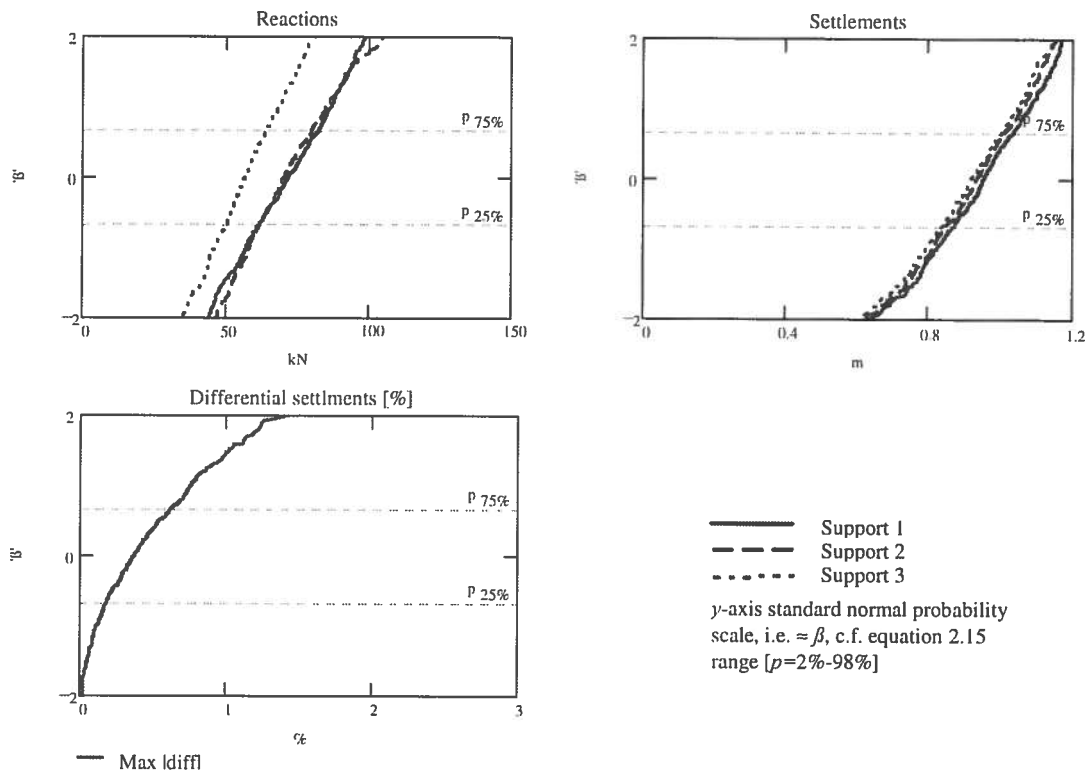 Reactions
2
'β'
0
−2
p 75%
p 25%
0
50
100
150
kN
Settlements
2
'β'
0
−2
p 75%
p 25%
0
0.4
0.8
1.2
m
Differential settlments [%]
2
'β'
0
−2
p 75%
p 25%
0
1
2
3
%
Max |diff|
Support 1
Support 2
Support 3
y-axis standard normal probability
scale, i.e. ≈ β, c.f. equation 2.15
range [p=2%-98%]